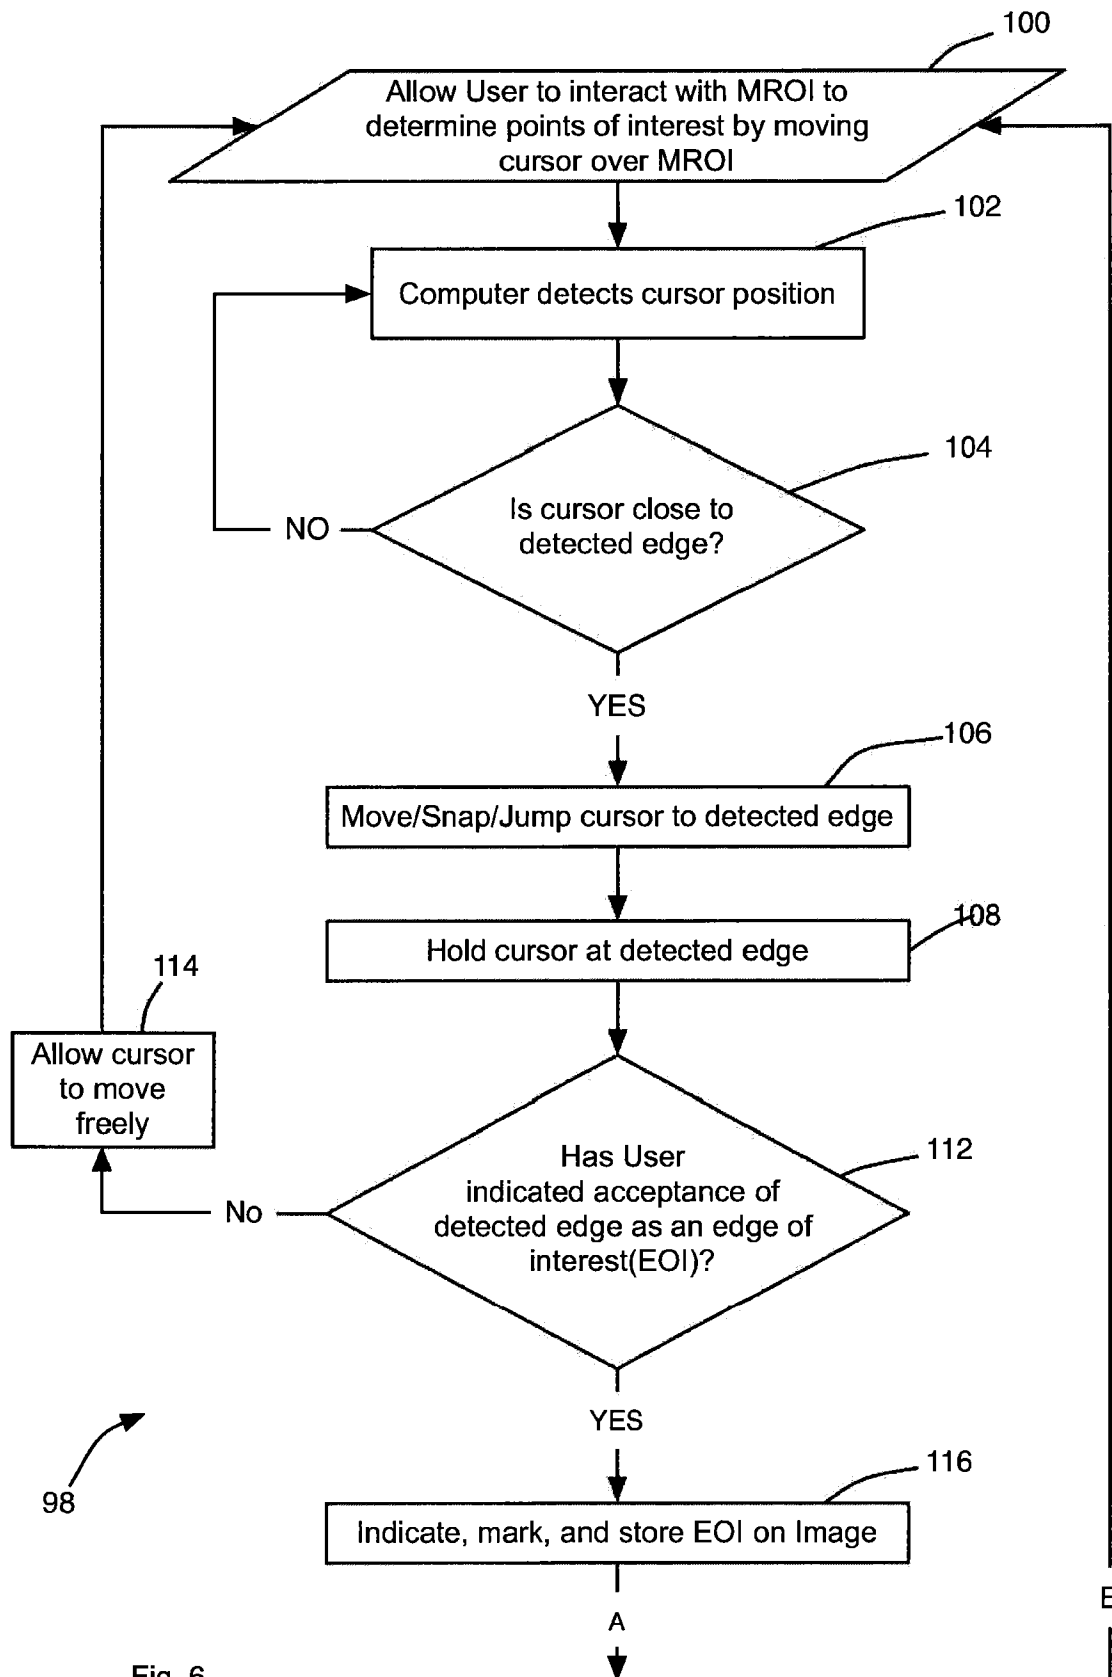 100
Allow User to interact with MROI to
determine points of interest by moving
cursor over MROI
102
Computer detects cursor position
104
Is cursor close to
detected edge?
NO
YES
106
Move/Snap/Jump cursor to detected edge
108
Hold cursor at detected edge
114
Allow cursor
to move
freely
112
Has User
indicated acceptance of
detected edge as an edge of
interest(EOI)?
No
YES
98
116
Indicate, mark, and store EOI on Image
A
Fig. 6